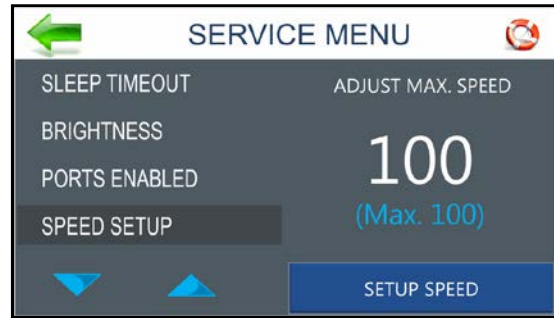 SERVICE MENU
SLEEP TIMEOUT
BRIGHTNESS
PORTS ENABLED
SPEED SETUP
ADJUST MAX. SPEED
100
(Max. 100)
SETUP SPEED